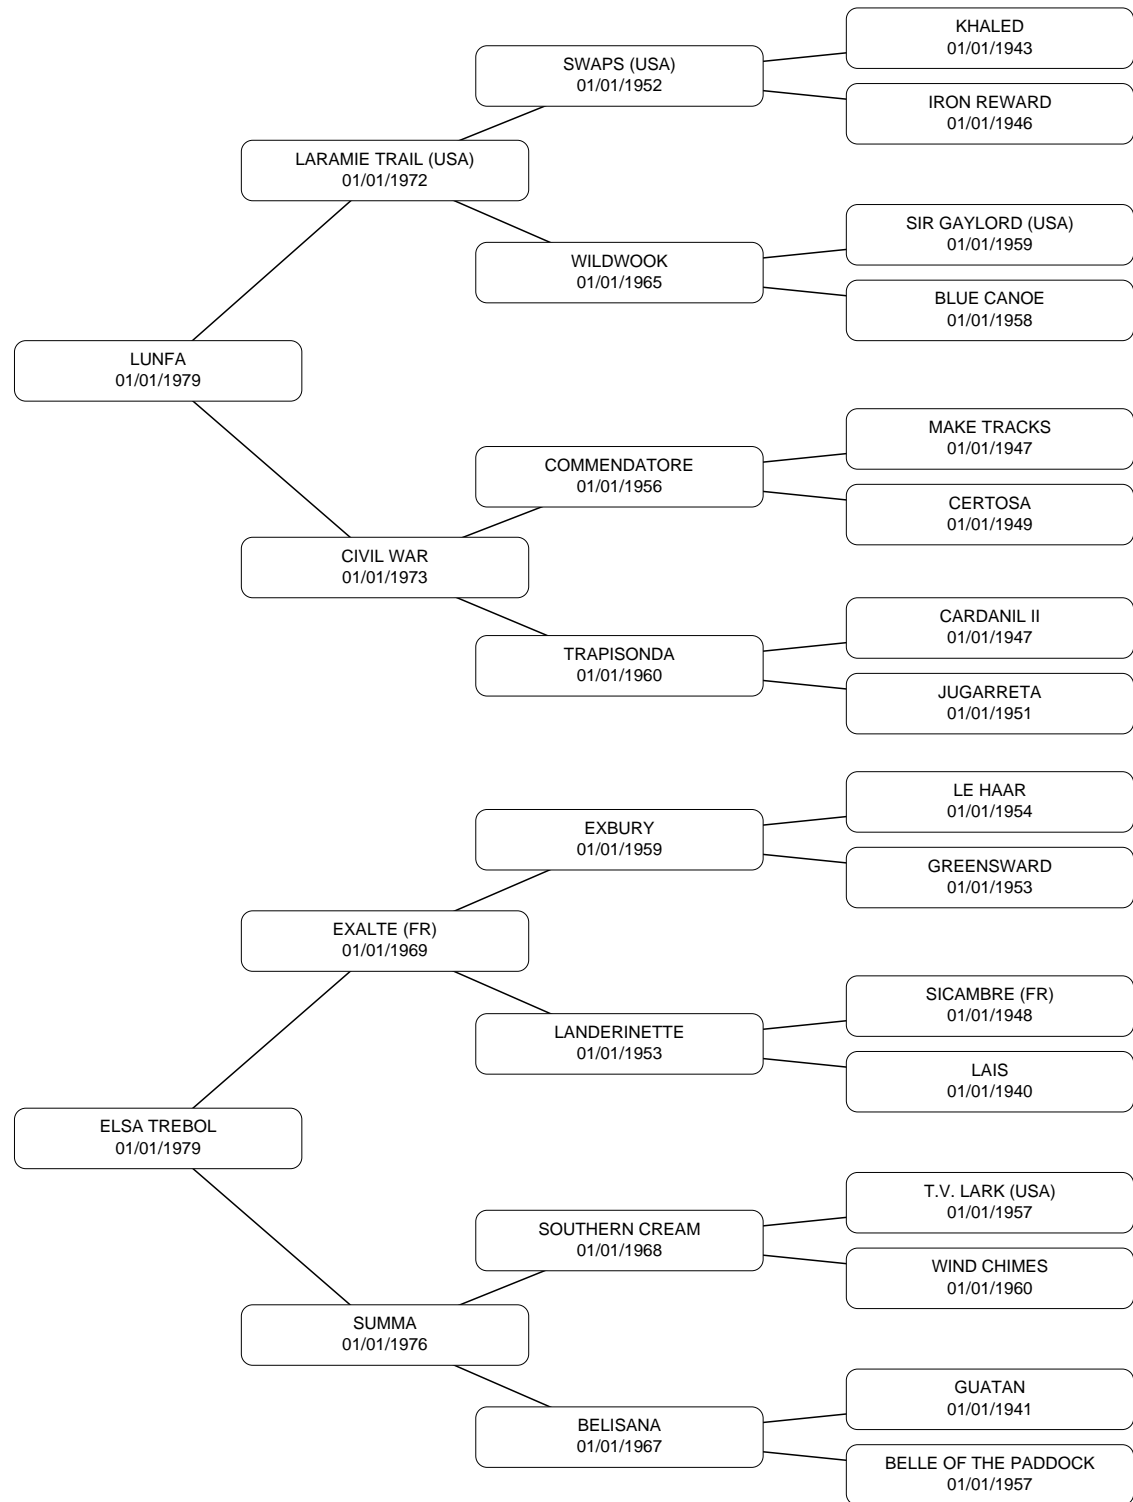 KHALED
01/01/1943
SWAPS (USA)
01/01/1952
IRON REWARD
01/01/1946
LARAMIE TRAIL (USA)
01/01/1972
SIR GAYLORD (USA)
01/01/1959
WILDWOOK
01/01/1965
BLUE CANOE
01/01/1958
LUNFA
01/01/1979
MAKE TRACKS
01/01/1947
COMMENDATORE
01/01/1956
CERTOSA
01/01/1949
CIVIL WAR
01/01/1973
CARDANIL II
01/01/1947
TRAPISONDA
01/01/1960
JUGARRETA
01/01/1951
LE HAAR
01/01/1954
EXBURY
01/01/1959
GREENSWARD
01/01/1953
EXALTE (FR)
01/01/1969
SICAMBRE (FR)
01/01/1948
LANDERINETTE
01/01/1953
LAIS
01/01/1940
ELSA TREBOL
01/01/1979
T.V. LARK (USA)
01/01/1957
SOUTHERN CREAM
01/01/1968
WIND CHIMES
01/01/1960
SUMMA
01/01/1976
GUATAN
01/01/1941
BELISANA
01/01/1967
BELLE OF THE PADDOCK
01/01/1957